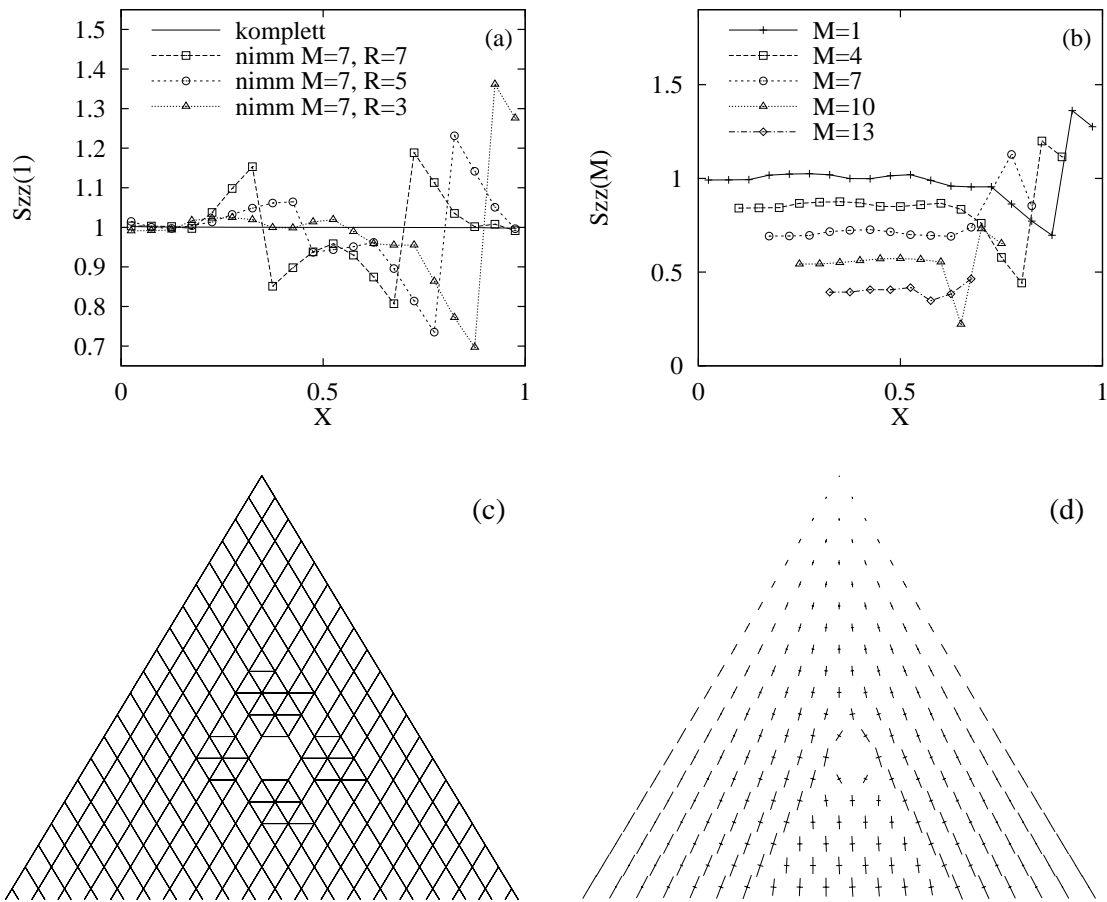 1.5
1.4
1.3
1.2
1.1
1
0.9
0.8
0.7
Szz(1)
komplett
nimm M=7, R=7
nimm M=7, R=5
nimm M=7, R=3
(a)
0
0.5
1
X
1.5
1
0.5
0
Szz(M)
M=1
M=4
M=7
M=10
M=13
(b)
0
0.5
1
X
(c)
(d)